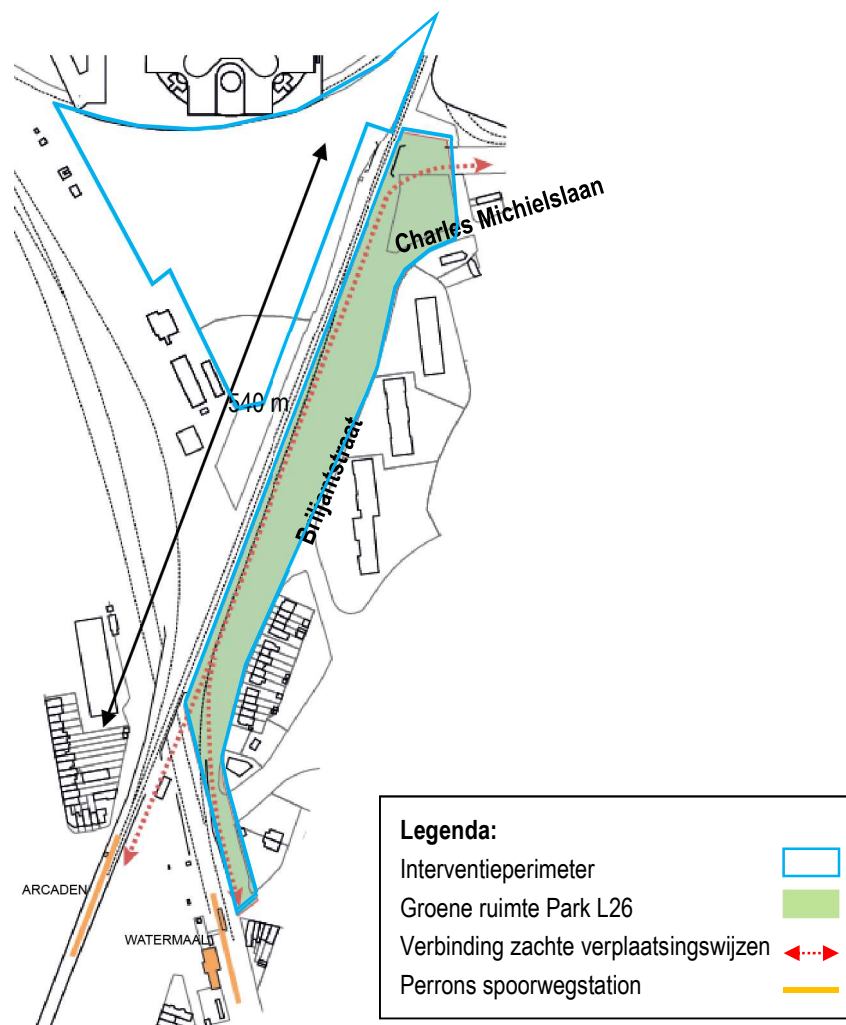 Charles Michielslaan
540 m
Briljantstraat
ARCADEN
WATERMAAL
Legenda:
Interventieperimeter
Groene ruimte Park L26
Verbinding zachte verplaatsingswijzen
Perrons spoorwegstation